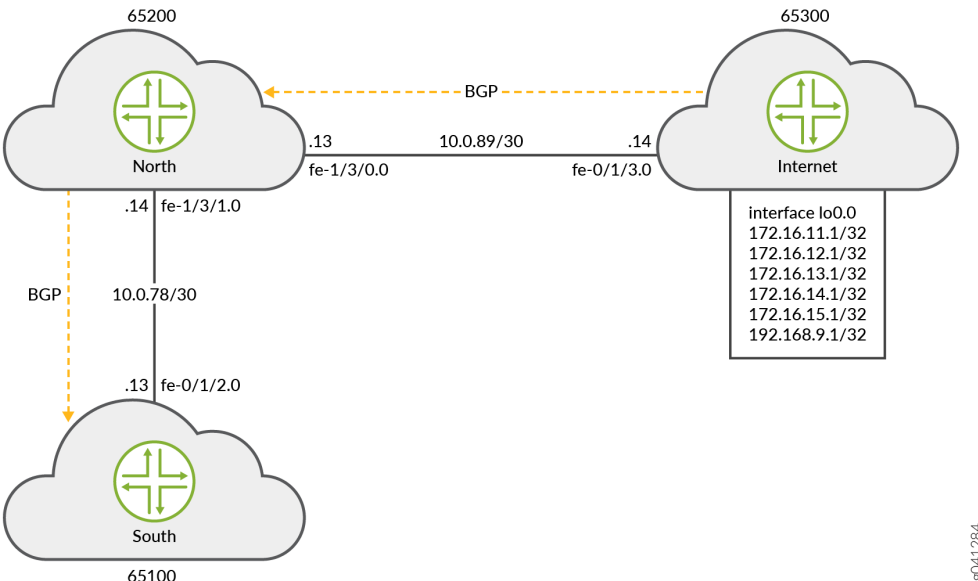 65200
65300
BGP
.13
10.0.89/30
.14
North
Internet
fe-1/3/0.0
fe-0/1/3.0
.14
fe-1/3/1.0
interface lo0.0
172.16.11.1/32
172.16.12.1/32
172.16.13.1/32
172.16.14.1/32
172.16.15.1/32
192.168.9.1/32
BGP
10.0.78/30
.13
fe-0/1/2.0
South
65100
g041284